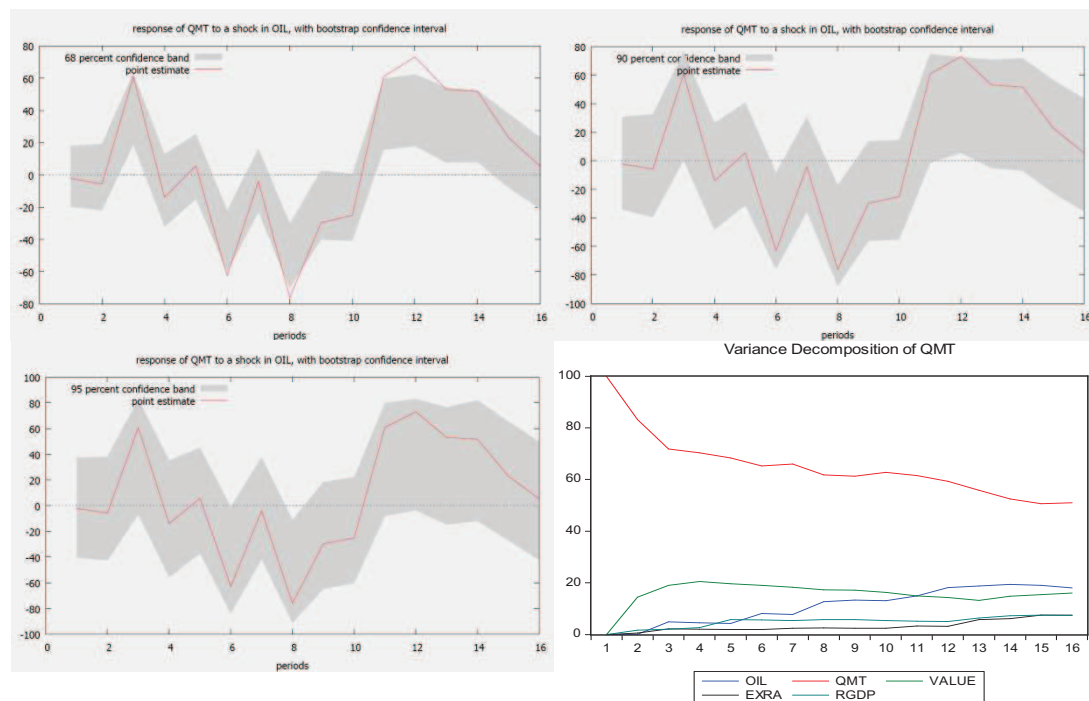 response of QMT to a shock in OIL, with bootstrap confidence interval
68 percent confidence band
point estimate
80
60
40
20
0
-20
-40
-60
-80
0 2 4 6 8 10 12 14 16
periods
response of QMT to a shock in OIL, with bootstrap confidence interval
90 percent confidence band
point estimate
80
60
40
20
0
-20
-40
-60
-80
-100
0 2 4 6 8 10 12 14 16
periods
response of QMT to a shock in OIL, with bootstrap confidence interval
95 percent confidence band
point estimate
100
80
60
40
20
0
-20
-40
-60
-80
-100
0 2 4 6 8 10 12 14 16
periods
Variance Decomposition of QMT
100
80
60
40
20
0
1 2 3 4 5 6 7 8 9 10 11 12 13 14 15 16
OIL QMT VALUE
EXRA RGDP